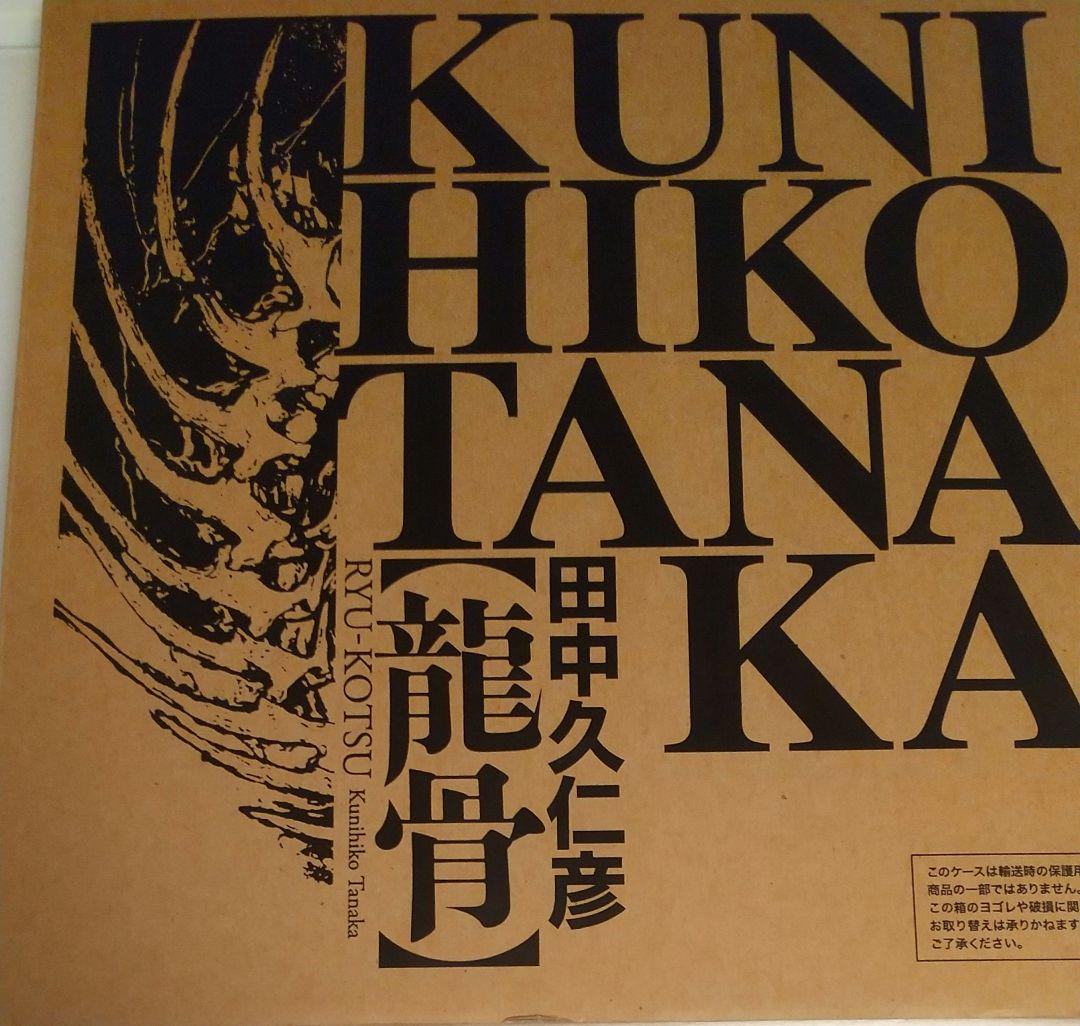 KUNI
HIKO
TANA
KA
田中久仁彦
【龍骨】
RYU-KOTSU Kunihiko Tanaka
このケースは輸送時の保護用
商品の一部ではありません。
この箱のヨゴレや破損に関
お取り替えは承りかねます
ご了承ください。